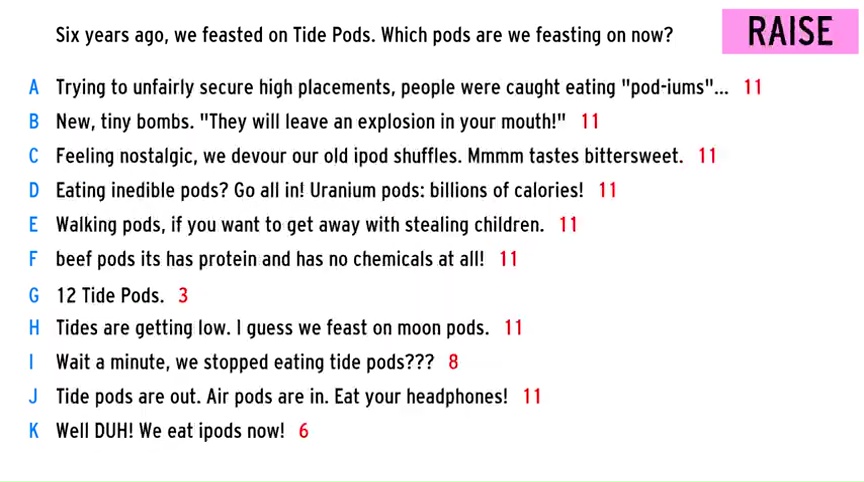 Six years ago, we feasted on Tide Pods. Which pods are we feasting on now?
RAISE
A Trying to unfairly secure high placements, people were caught eating "pod-iums"... 11
B New, tiny bombs. "They will leave an explosion in your mouth!" 11
C Feeling nostalgic, we devour our old ipod shuffles. Mmmm tastes bittersweet. 11
D Eating inedible pods? Go all in! Uranium pods: billions of calories! 11
E Walking pods, if you want to get away with stealing children. 11
F beef pods its has protein and has no chemicals at all! 11
G 12 Tide Pods. 3
H Tides are getting low. I guess we feast on moon pods. 11
I Wait a minute, we stopped eating tide pods??? 8
J Tide pods are out. Air pods are in. Eat your headphones! 11
K Well DUH! We eat ipods now! 6